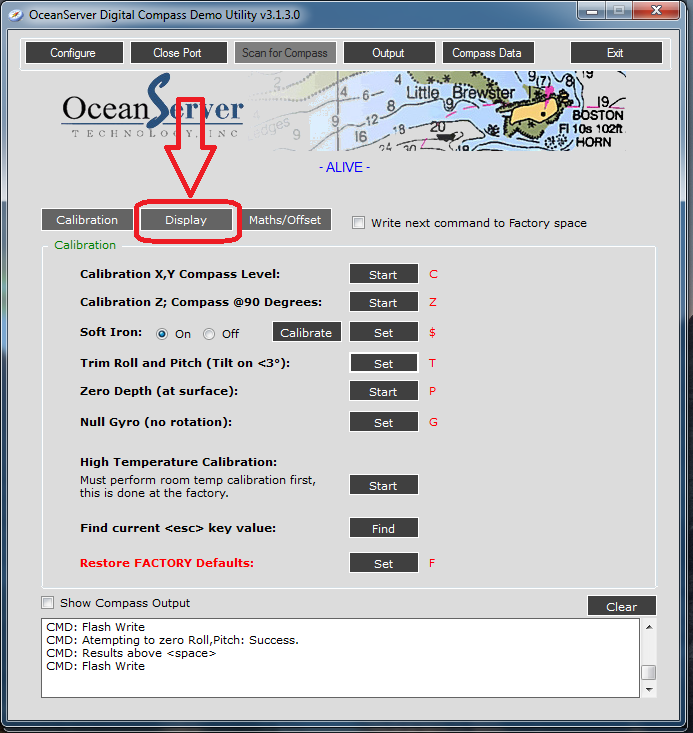 OceanServer Digital Compass Demo Utility v3.1.3.0
Configure Close Port Scan for Compass Output Compass Data Exit
OceanServer
TECHNOLOGY, INC
Little Brewster
BOSTON
Fl 10s 102ft
HORN
- ALIVE -
Calibration Display Maths/Offset Write next command to Factory space
Calibration
Calibration X,Y Compass Level: Start C
Calibration Z; Compass @90 Degrees: Start Z
Soft Iron: On Off Calibrate Set $
Trim Roll and Pitch (Tilt on <3°): Set T
Zero Depth (at surface): Start P
Null Gyro (no rotation): Set G
High Temperature Calibration:
Must perform room temp calibration first,
this is done at the factory. Start
Find current <esc> key value: Find
Restore FACTORY Defaults: Set F
Show Compass Output Clear
CMD: Flash Write
CMD: Atempting to zero Roll,Pitch: Success.
CMD: Results above <space>
CMD: Flash Write